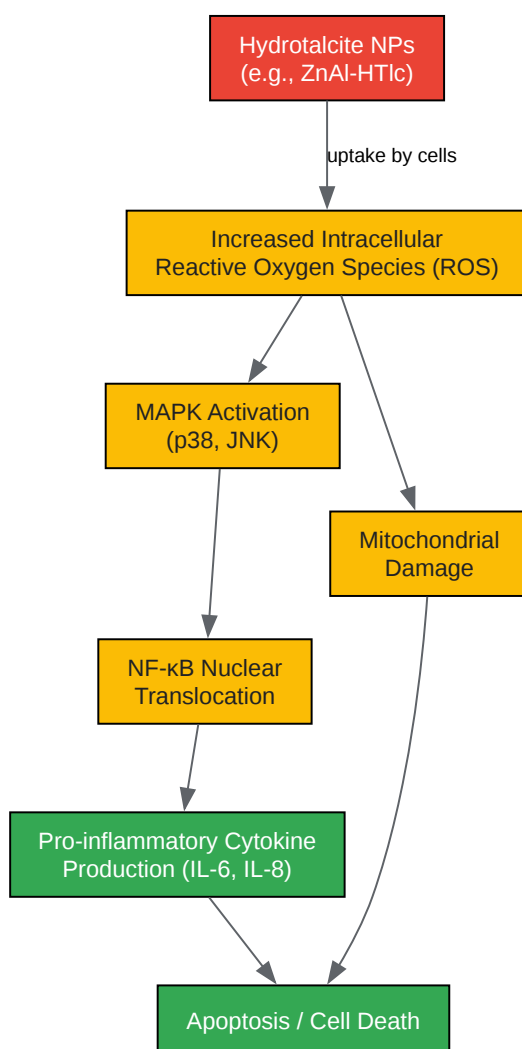 Hydrotalcite NPs
(e.g., ZnAl-HTlc)
uptake by cells
Increased Intracellular
Reactive Oxygen Species (ROS)
MAPK Activation
(p38, JNK)
Mitochondrial
Damage
NF-κB Nuclear
Translocation
Pro-inflammatory Cytokine
Production (IL-6, IL-8)
Apoptosis / Cell Death